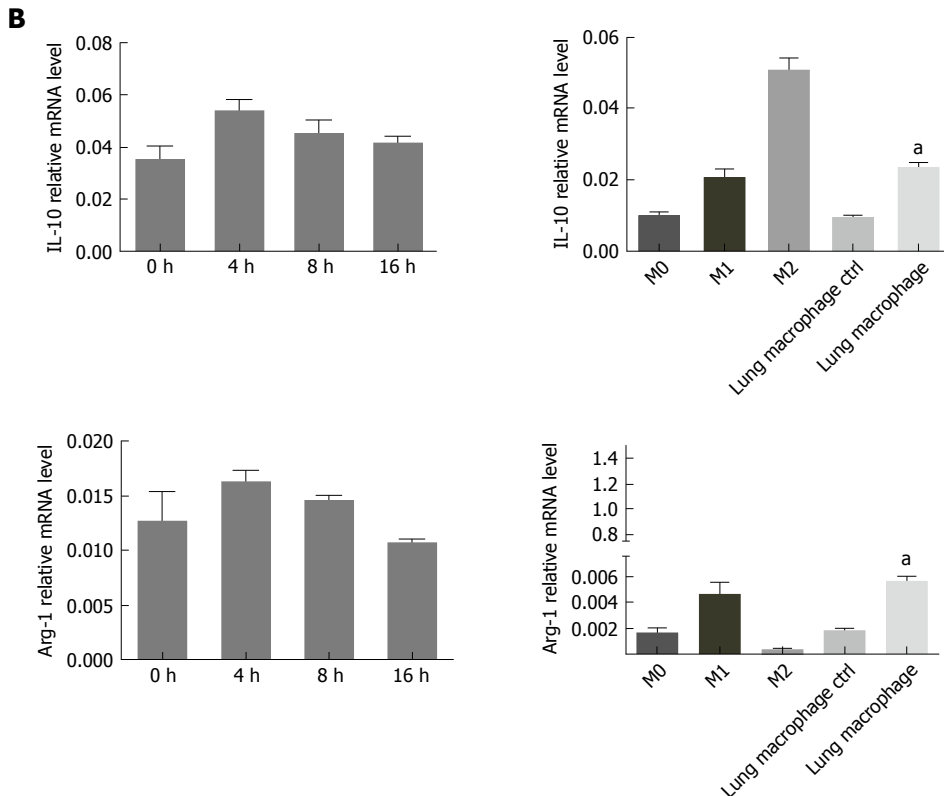 B
IL-10 relative mRNA level
0.08
0.06
0.04
0.02
0.00
0 h 4 h 8 h 16 h
IL-10 relative mRNA level
0.06
0.04
0.02
0.00
a
M0 M1 M2 Lung macrophage ctrl Lung macrophage
Arg-1 relative mRNA level
0.020
0.015
0.010
0.005
0.000
0 h 4 h 8 h 16 h
Arg-1 relative mRNA level
1.4
1.2
1.0
0.8
0.006
0.004
0.002
a
M0 M1 M2 Lung macrophage ctrl Lung macrophage